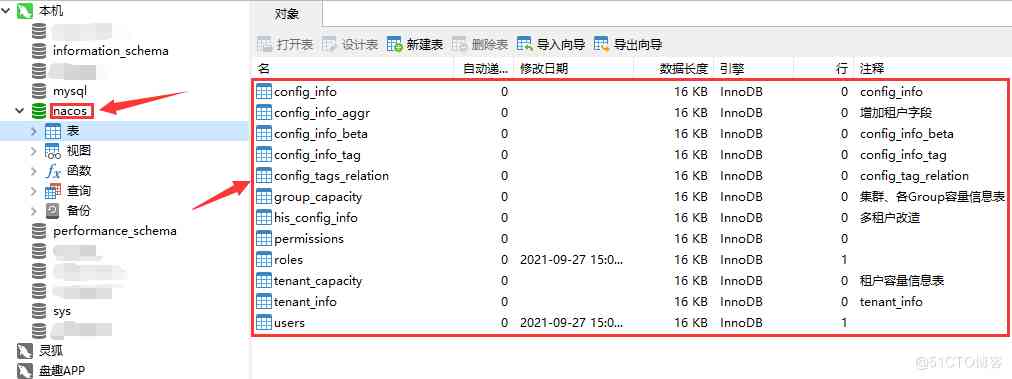 本机
information_schema
mysql
nacos
表
视图
函数
查询
备份
performance_schema
sys
灵狐
盘趣APP
对象
打开表 设计表 新建表 删除表 导入向导 导出向导
名 自动递... 修改日期 数据长度 引擎 行 注释
config_info 0 16 KB InnoDB 0 config_info
config_info_aggr 0 16 KB InnoDB 0 增加租户字段
config_info_beta 0 16 KB InnoDB 0 config_info_beta
config_info_tag 0 16 KB InnoDB 0 config_info_tag
config_tags_relation 0 16 KB InnoDB 0 config_tag_relation
group_capacity 0 16 KB InnoDB 0 集群、各Group容量信息表
his_config_info 0 16 KB InnoDB 0 多租户改造
permissions 0 16 KB InnoDB 0
roles 0 2021-09-27 15:0... 16 KB InnoDB 1
tenant_capacity 0 16 KB InnoDB 0 租户容量信息表
tenant_info 0 16 KB InnoDB 0 tenant_info
users 0 2021-09-27 15:0... 16 KB InnoDB 1
@51CTO博客